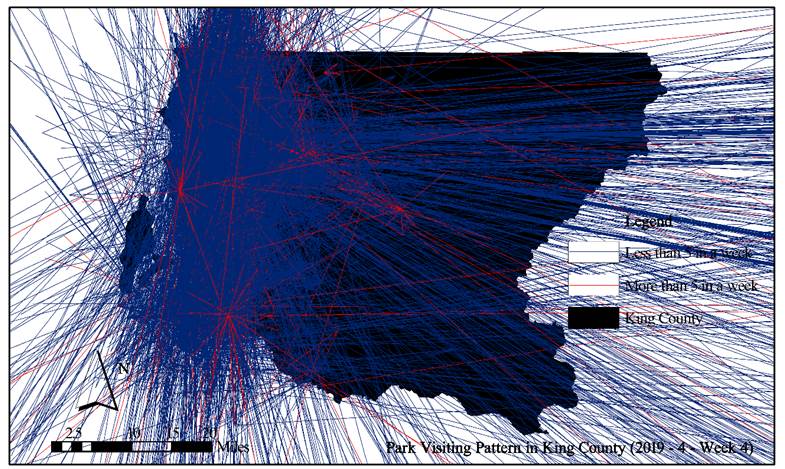 Legend
Less than 5 in a week
More than 5 in a week
King County
N
2.5
10
15
20
Miles
Park Visiting Pattern in King County (2019 - 4 - Week 4)